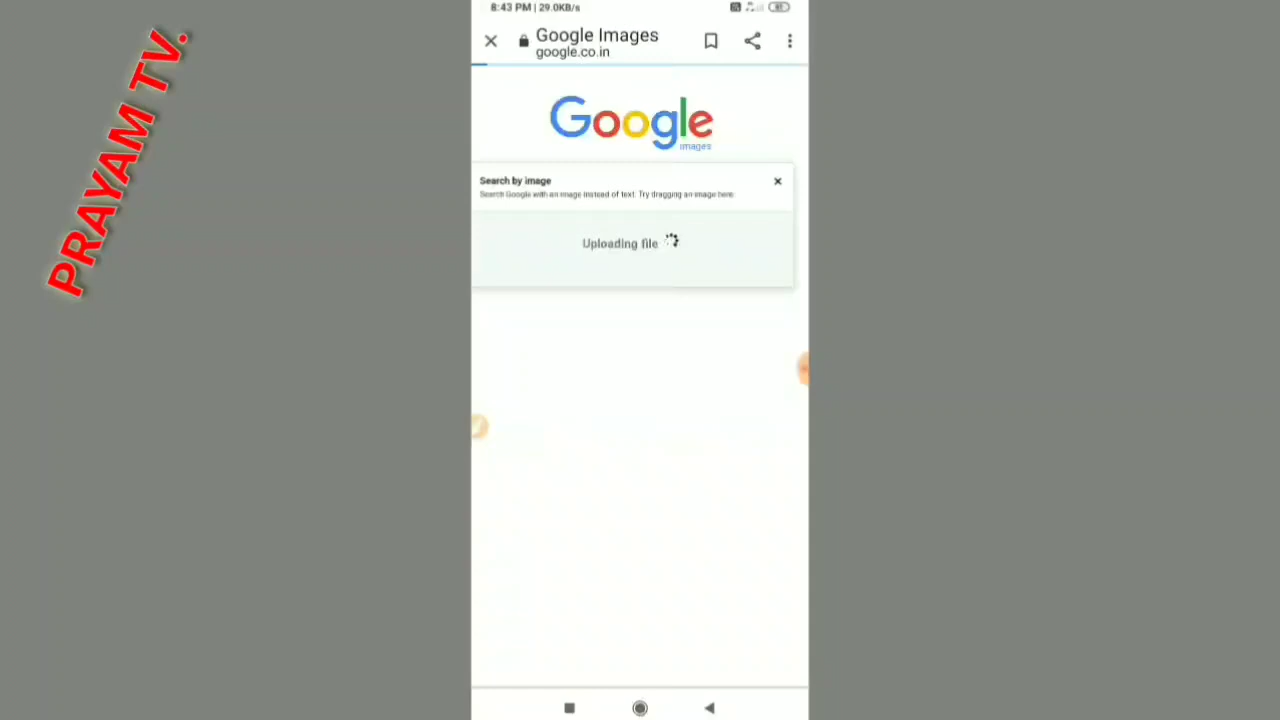 PRAYAM TV.
8:43 PM | 29.0KB/s
Google Images
google.co.in
Google
images
Search by image
Search Google with an image instead of text. Try dragging an image here.
Uploading file